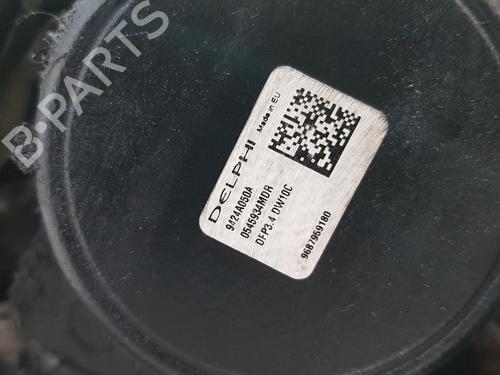 B-PARTS
DELPHI
Made in EU
9424A050A
0545934MDR
DFP3.4 DW10C
9687959180